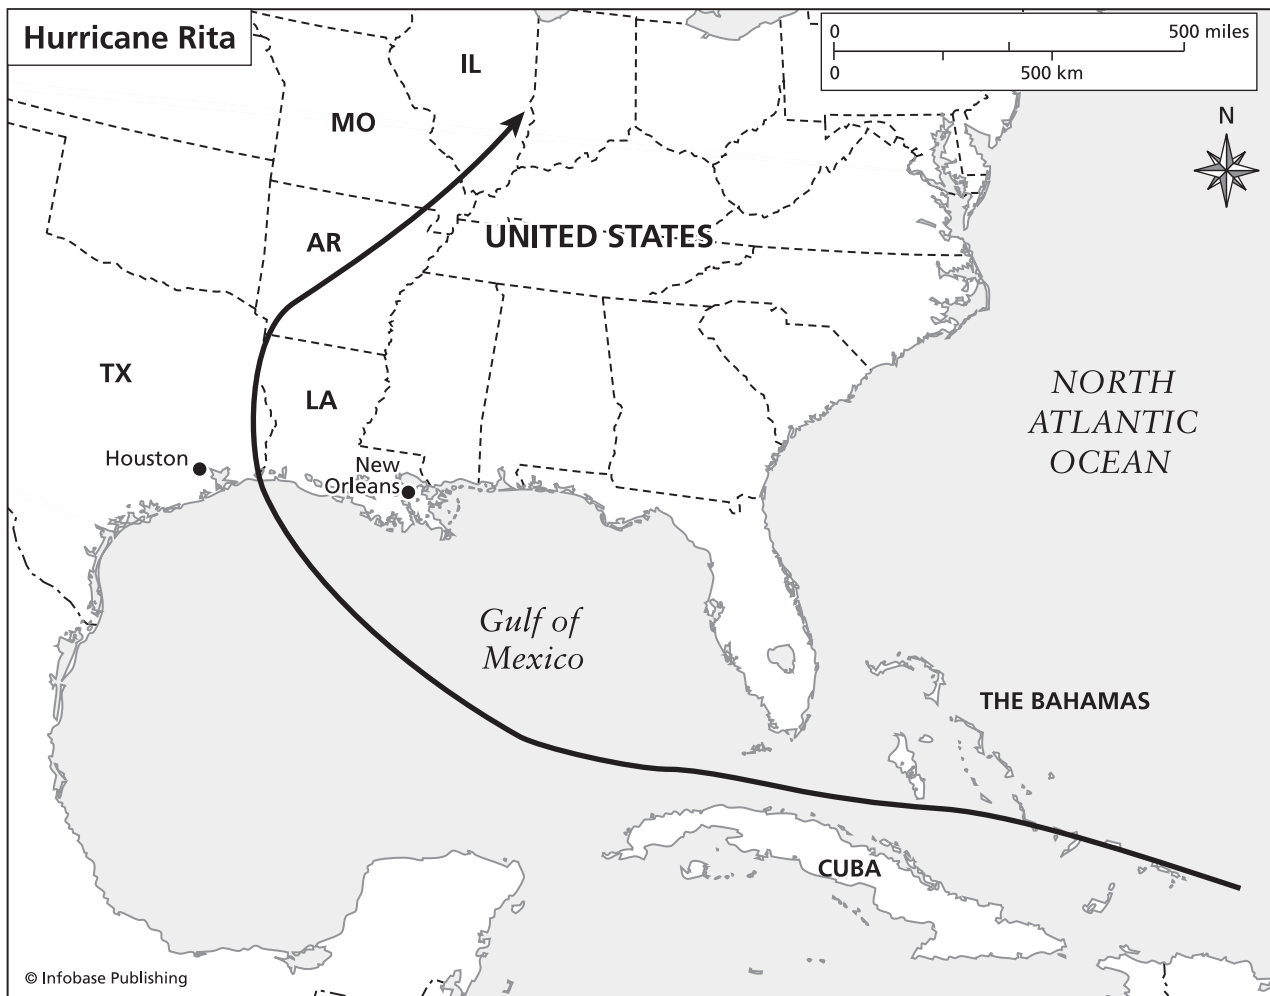 Hurricane Rita
0 500 miles
0 500 km
N
IL
MO
AR
UNITED STATES
TX
LA
Houston
New
Orleans
NORTH
ATLANTIC
OCEAN
Gulf of
Mexico
THE BAHAMAS
CUBA
© Infobase Publishing